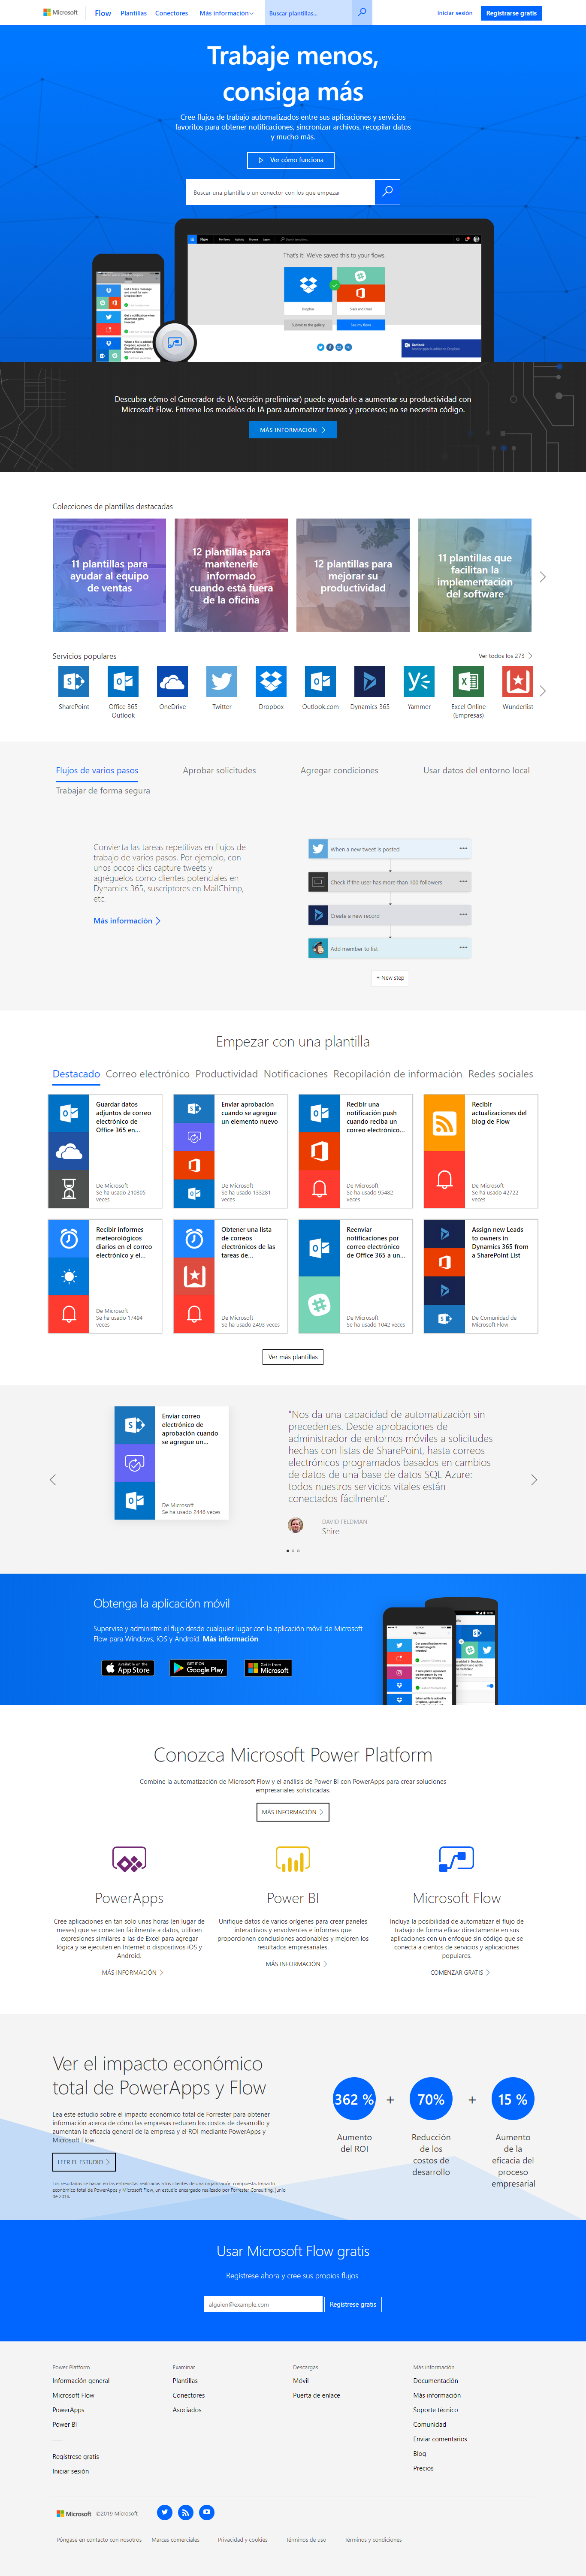 Microsoft
Flow
Plantillas
Conectores
Más información
Buscar plantillas...
Iniciar sesión
Registrarse gratis
Trabaje menos,
consiga más
Cree flujos de trabajo automatizados entre sus aplicaciones y servicios
favoritos para obtener notificaciones, sincronizar archivos, recopilar datos
y mucho más.
Ver cómo funciona
Buscar una plantilla o un conector con los que empezar
Flow
That's it! We've saved this to your flows.
Descubra cómo el Generador de IA (versión preliminar) puede ayudarle a aumentar su productividad con
Microsoft Flow. Entrene los modelos de IA para automatizar tareas y procesos; no se necesita código.
MÁS INFORMACIÓN
Colecciones de plantillas destacadas
11 plantillas para
ayudar al equipo
de ventas
12 plantillas para
mantenerle
informado
cuando está fuera
de la oficina
12 plantillas para
mejorar su
productividad
11 plantillas que
facilitan la
implementación
del software
Servicios populares
Ver todos los 273
SharePoint
Office 365
Outlook
OneDrive
Twitter
Dropbox
Outlook.com
Dynamics 365
Yammer
Excel Online
(Empresas)
Wunderlist
Flujos de varios pasos
Aprobar solicitudes
Agregar condiciones
Usar datos del entorno local
Trabajar de forma segura
Convierta las tareas repetitivas en flujos de
trabajo de varios pasos. Por ejemplo, con
unos pocos clics capture tweets y
agréguelos como clientes potenciales en
Dynamics 365, suscriptores en MailChimp,
etc.
Más información
When a new tweet is posted
Check if the user has more than 100 followers
Create a new record
Add member to list
+ New step
Empezar con una plantilla
Destacado
Correo electrónico
Productividad
Notificaciones
Recopilación de información
Redes sociales
Guardar datos
adjuntos de correo
electrónico de
Office 365 en...
De Microsoft
Se ha usado 210305
veces
Enviar aprobación
cuando se agregue
un elemento nuevo
De Microsoft
Se ha usado 133281
veces
Recibir una
notificación push
cuando reciba un
correo electrónico...
De Microsoft
Se ha usado 95482
veces
Recibir
actualizaciones del
blog de Flow
De Microsoft
Se ha usado 42722
veces
Recibir informes
meteorológicos
diarios en el correo
electrónico y el...
De Microsoft
Se ha usado 17494
veces
Obtener una lista
de correos
electrónicos de las
tareas de...
De Microsoft
Se ha usado 2493 veces
Reenviar
notificaciones por
correo electrónico
de Office 365 a un...
De Microsoft
Se ha usado 1042 veces
Assign new Leads
to owners in
Dynamics 365 from
a SharePoint List
De Comunidad de
Microsoft Flow
Ver más plantillas
Enviar correo
electrónico de
aprobación cuando
se agregue un...
De Microsoft
Se ha usado 2446 veces
"Nos da una capacidad de automatización sin
precedentes. Desde aprobaciones de
administrador de entornos móviles a solicitudes
hechas con listas de SharePoint, hasta correos
electrónicos programados basados en cambios
de datos de una base de datos SQL Azure:
todos nuestros servicios vitales están
conectados fácilmente".
DAVID FELDMAN
Shire
Obtenga la aplicación móvil
Supervise y administre el flujo desde cualquier lugar con la aplicación móvil de Microsoft
Flow para Windows, iOS y Android. Más información
Available on the
App Store
GET IT ON
Google Play
Get it from
Microsoft
Conozca Microsoft Power Platform
Combine la automatización de Microsoft Flow y el análisis de Power BI con PowerApps para crear soluciones
empresariales sofisticadas.
MÁS INFORMACIÓN
PowerApps
Cree aplicaciones en tan solo unas horas (en lugar de
meses) que se conecten fácilmente a datos, utilicen
expresiones similares a las de Excel para agregar
lógica y se ejecuten en Internet o dispositivos iOS y
Android.
MÁS INFORMACIÓN
Power BI
Unifique datos de varios orígenes para crear paneles
interactivos y envolventes e informes que
proporcionen conclusiones accionables y mejoren los
resultados empresariales.
MÁS INFORMACIÓN
Microsoft Flow
Incluya la posibilidad de automatizar el flujo de
trabajo de forma eficaz directamente en sus
aplicaciones con un enfoque sin código que se
conecta a cientos de servicios y aplicaciones
populares.
COMENZAR GRATIS
Ver el impacto económico
total de PowerApps y Flow
Lea este estudio sobre el impacto económico total de Forrester para obtener
información acerca de cómo las empresas reducen los costos de desarrollo y
aumentan la eficacia general de la empresa y el ROI mediante PowerApps y
Microsoft Flow.
LEER EL ESTUDIO
Los resultados se basan en las entrevistas realizadas a los clientes de una organización compuesta. Impacto
económico total de PowerApps y Microsoft Flow, un estudio encargado realizado por Forrester Consulting, junio
de 2018.
362 %
+
70%
+
15 %
Aumento
del ROI
Reducción
de los
costos de
desarrollo
Aumento
de la
eficacia del
proceso
empresarial
Usar Microsoft Flow gratis
Regístrese ahora y cree sus propios flujos.
alguien@example.com
Regístrese gratis
Power Platform
Información general
Microsoft Flow
PowerApps
Power BI
Regístrese gratis
Iniciar sesión
Examinar
Plantillas
Conectores
Asociados
Descargas
Móvil
Puerta de enlace
Más información
Documentación
Más información
Soporte técnico
Comunidad
Enviar comentarios
Blog
Precios
Microsoft
©2019 Microsoft
Póngase en contacto con nosotros
Marcas comerciales
Privacidad y cookies
Términos de uso
Términos y condiciones